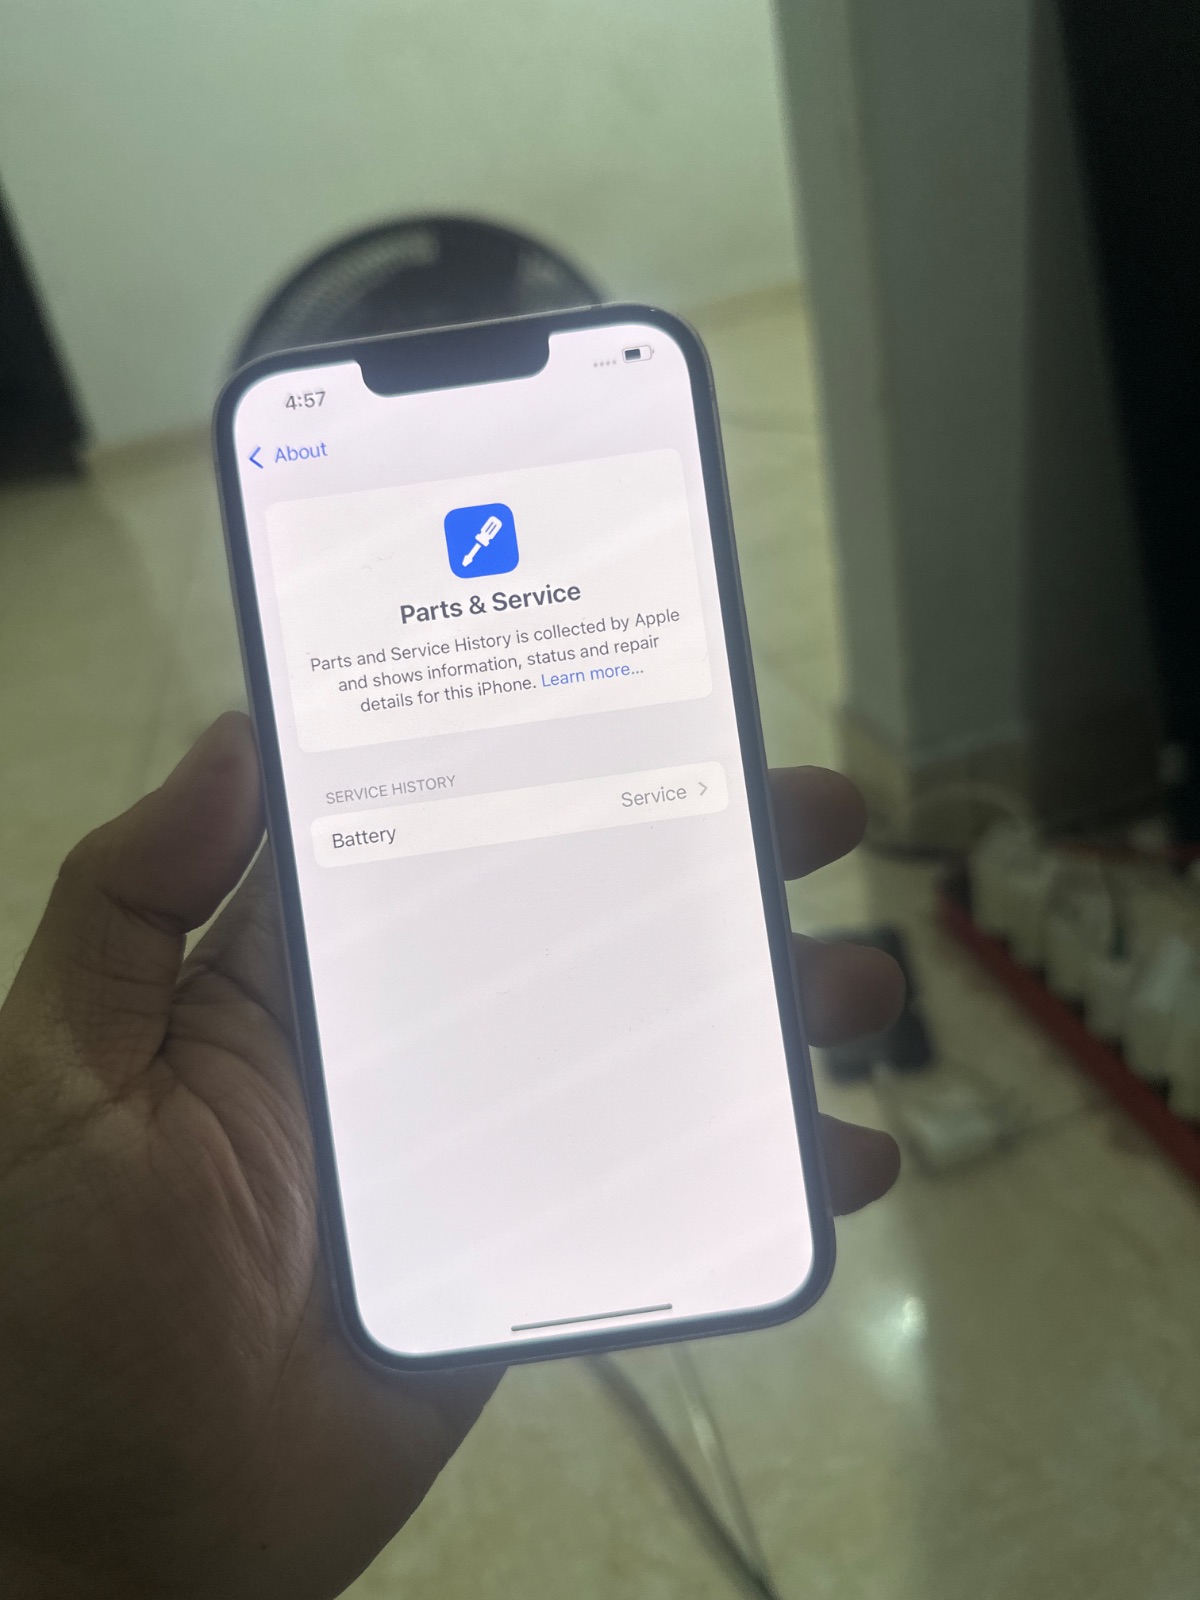 4:57
About
Parts & Service
Parts and Service History is collected by Apple
and shows information, status and repair
details for this iPhone. Learn more...
SERVICE HISTORY
Battery Service